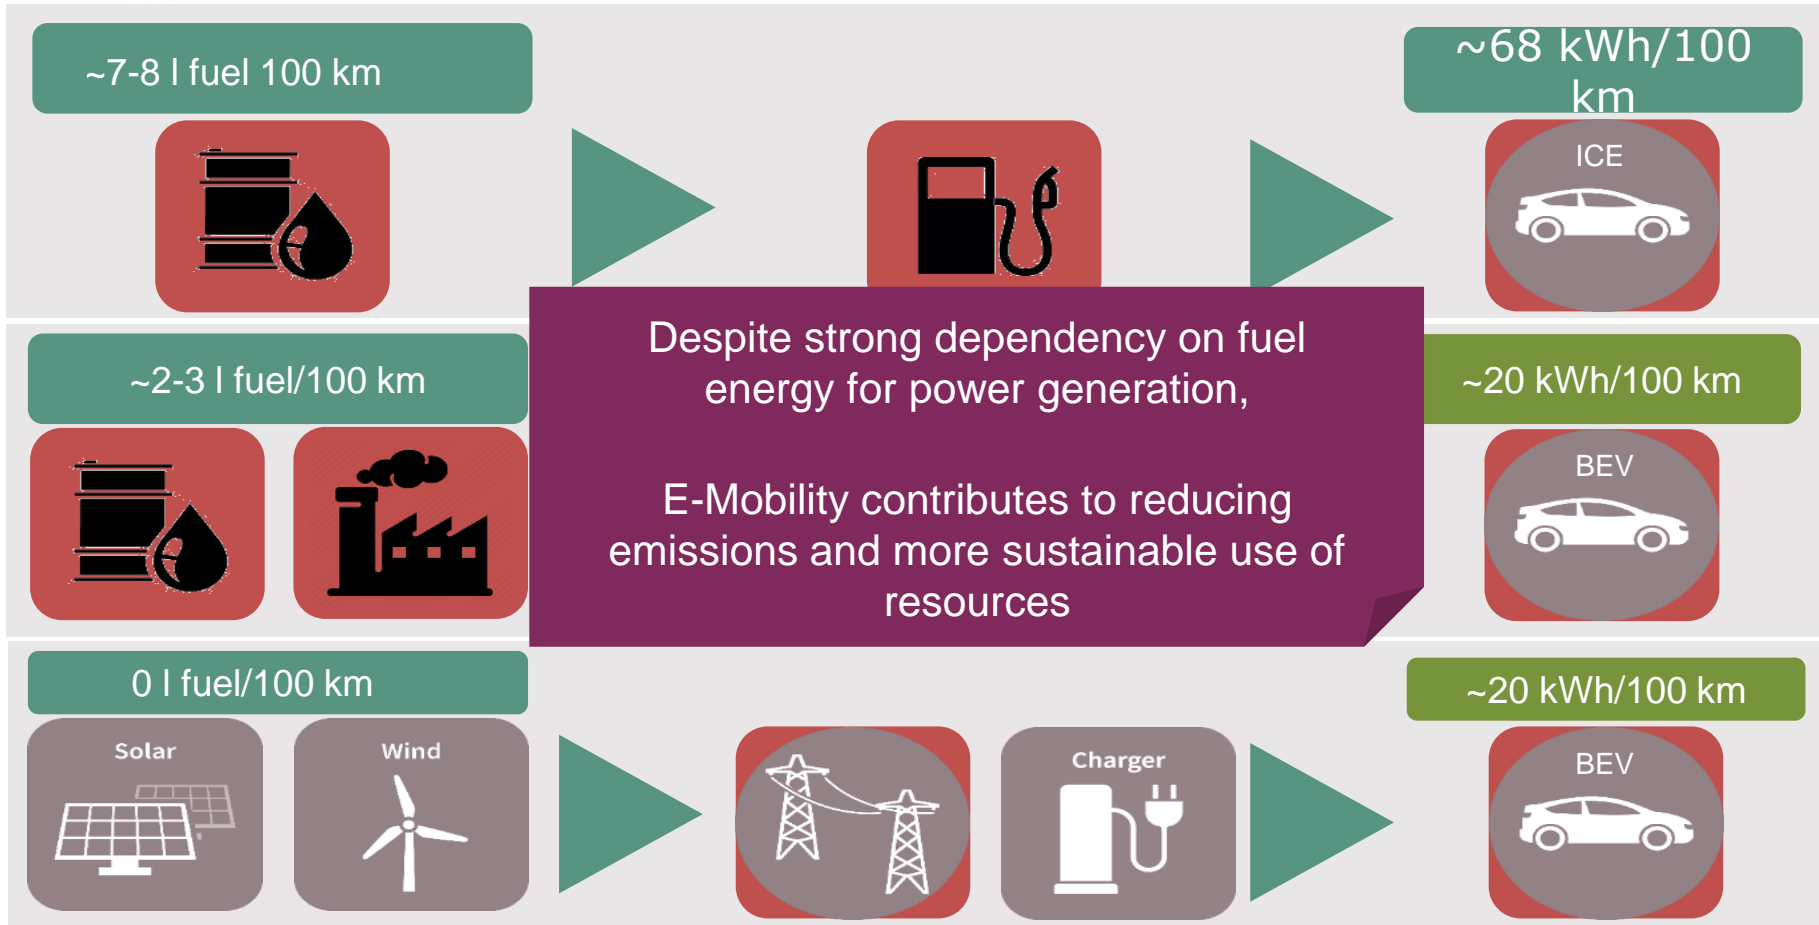 ~7-8 l fuel 100 km
~68 kWh/100
km
ICE
Despite strong dependency on fuel
energy for power generation,
E-Mobility contributes to reducing
emissions and more sustainable use of
resources
~2-3 l fuel/100 km
~20 kWh/100 km
BEV
0 l fuel/100 km
~20 kWh/100 km
Solar
Wind
Charger
BEV